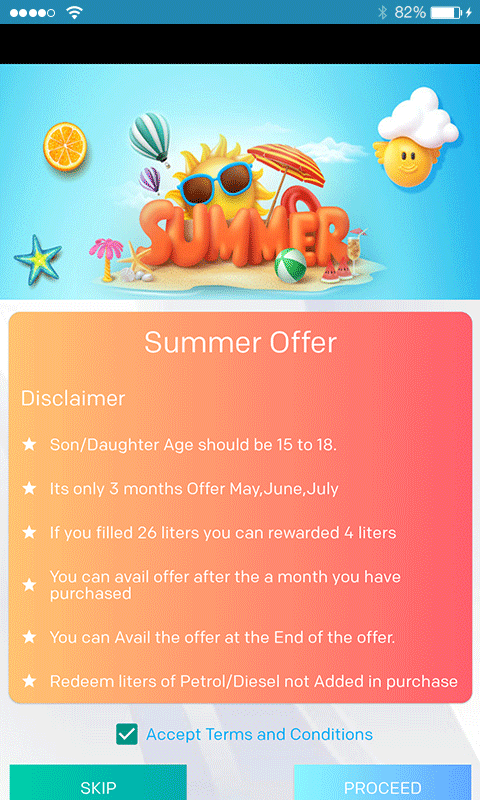 82%
SUMMER
Summer Offer
Disclaimer
Son/Daughter Age should be 15 to 18.
Its only 3 months Offer May,June,July
If you filled 26 liters you can rewarded 4 liters
You can avail offer after the a month you have
purchased
You can Avail the offer at the End of the offer.
Redeem liters of Petrol/Diesel not Added in purchase
Accept Terms and Conditions
SKIP
PROCEED